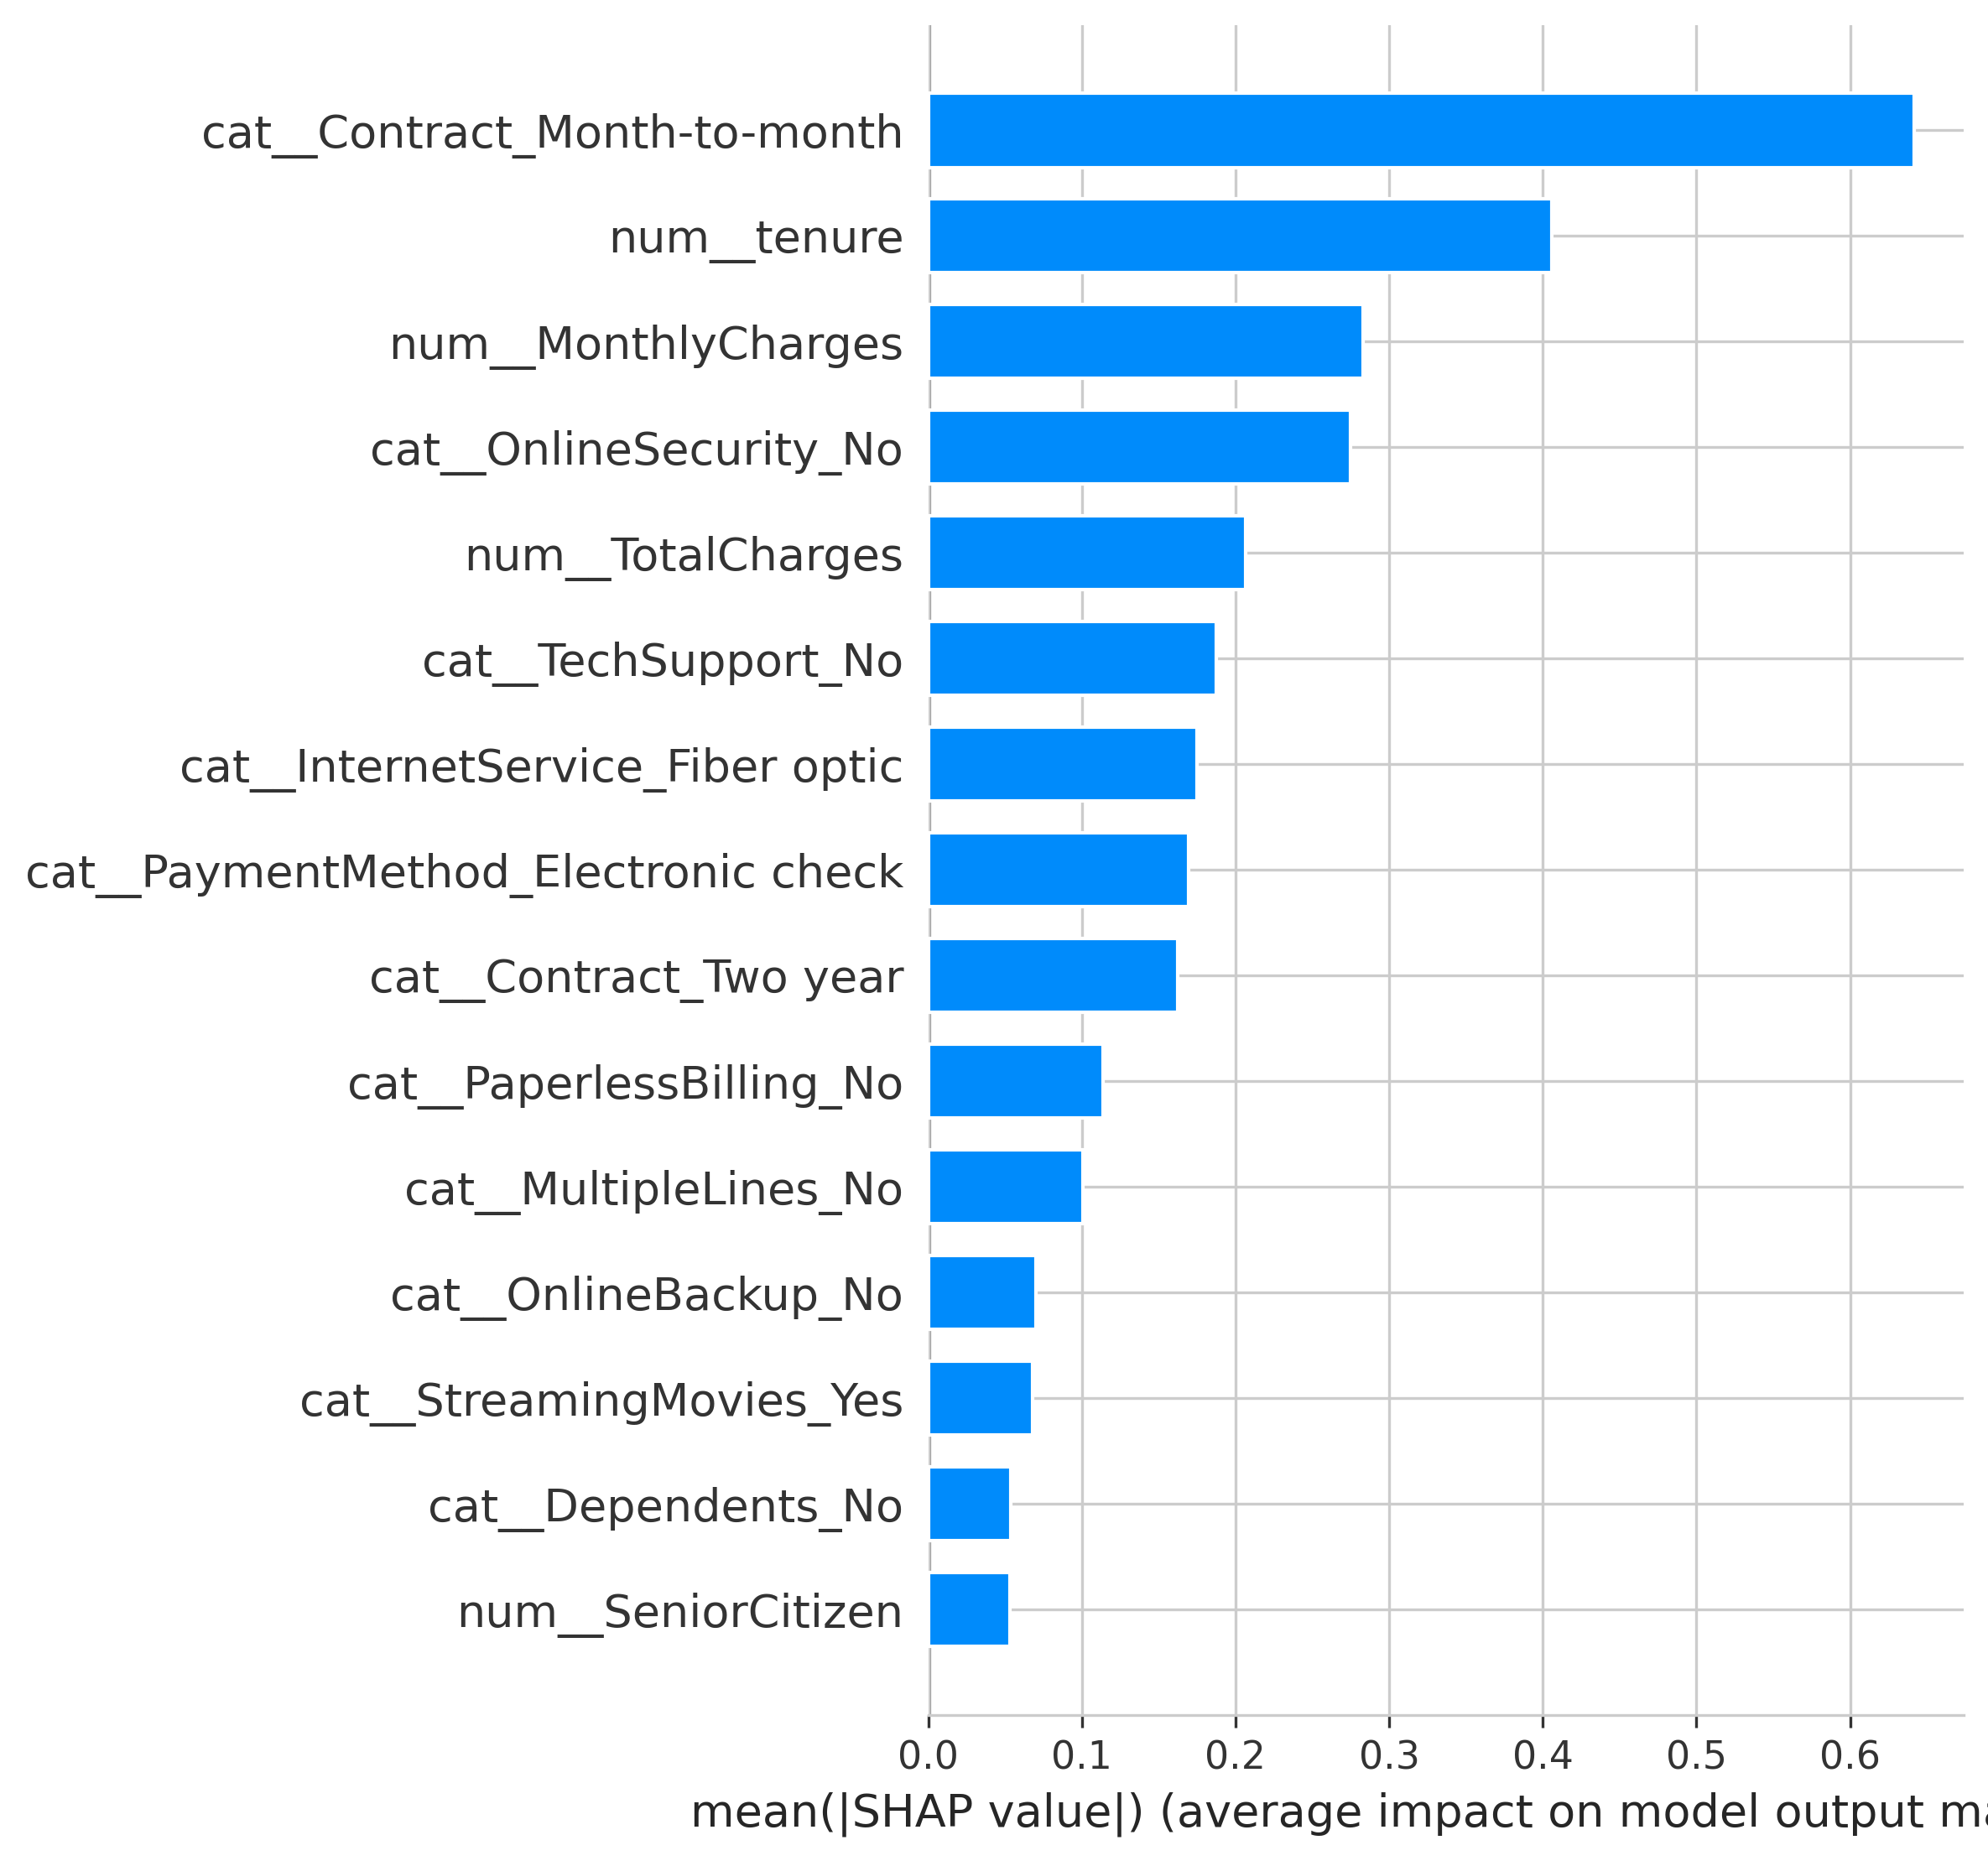 cat__Contract_Month-to-month
num__tenure
num__MonthlyCharges
cat__OnlineSecurity_No
num__TotalCharges
cat__TechSupport_No
cat__InternetService_Fiber optic
cat__PaymentMethod_Electronic check
cat__Contract_Two year
cat__PaperlessBilling_No
cat__MultipleLines_No
cat__OnlineBackup_No
cat__StreamingMovies_Yes
cat__Dependents_No
num__SeniorCitizen
0.0 0.1 0.2 0.3 0.4 0.5 0.6
mean(|SHAP value|) (average impact on model output